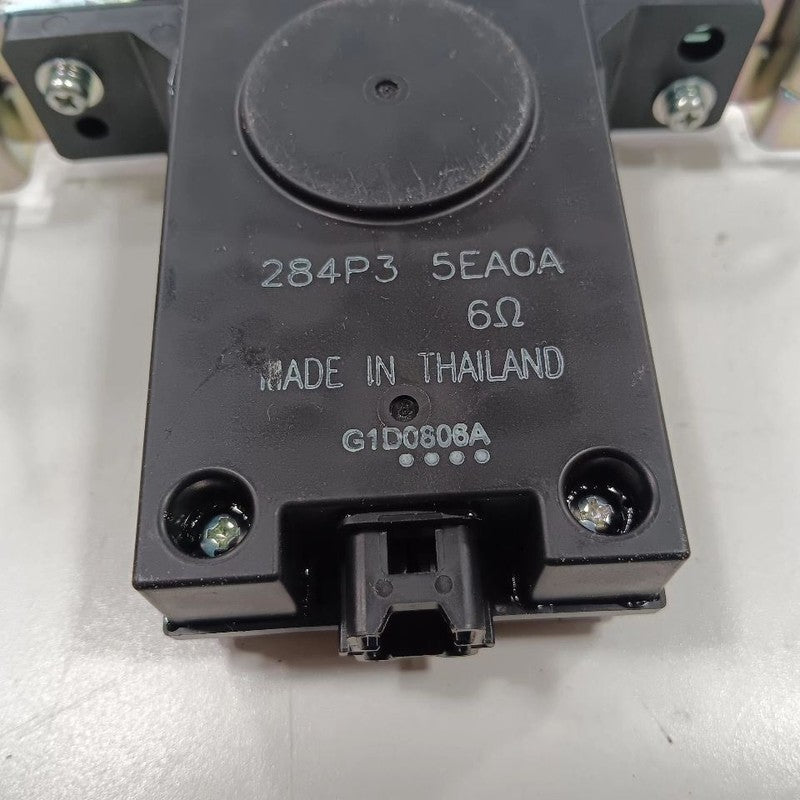 284P3 5EA0A
6Ω
MADE IN THAILAND
G1D0806A